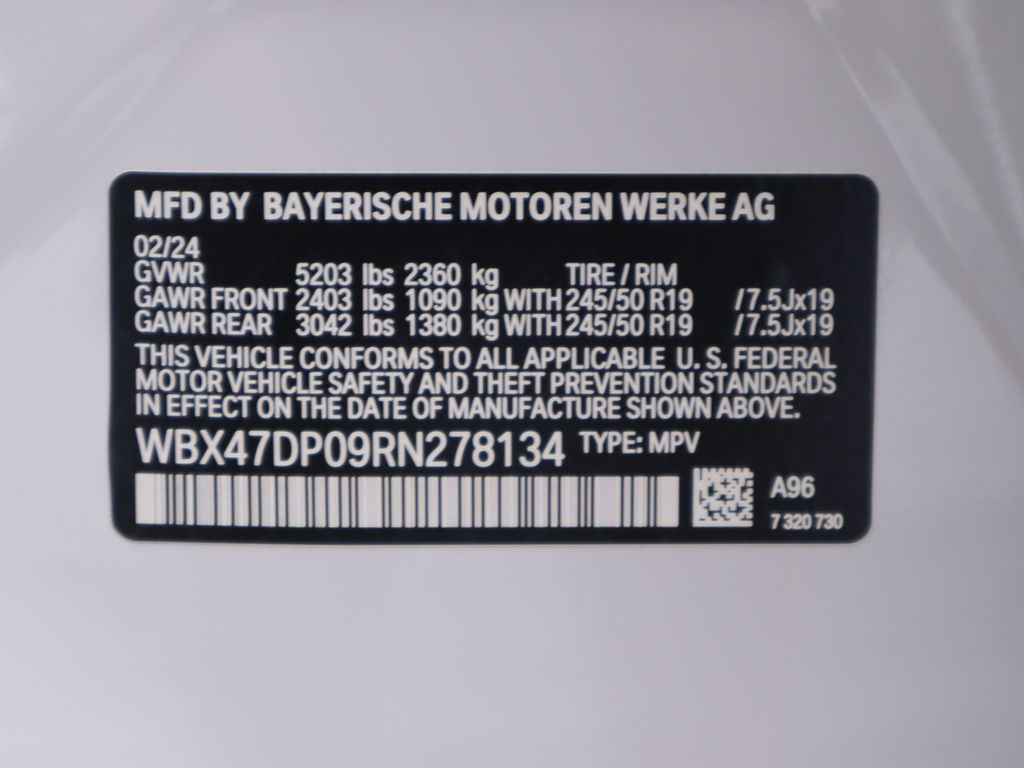 MFD BY BAYERISCHE MOTOREN WERKE AG
02/24
GVWR 5203 lbs 2360 kg TIRE / RIM
GAWR FRONT 2403 lbs 1090 kg WITH 245/50 R19 /7.5Jx19
GAWR REAR 3042 lbs 1380 kg WITH 245/50 R19 /7.5Jx19
THIS VEHICLE CONFORMS TO ALL APPLICABLE U. S. FEDERAL
MOTOR VEHICLE SAFETY AND THEFT PREVENTION STANDARDS
IN EFFECT ON THE DATE OF MANUFACTURE SHOWN ABOVE.
WBX47DP09RN278134 TYPE: MPV
A96
7 320 730